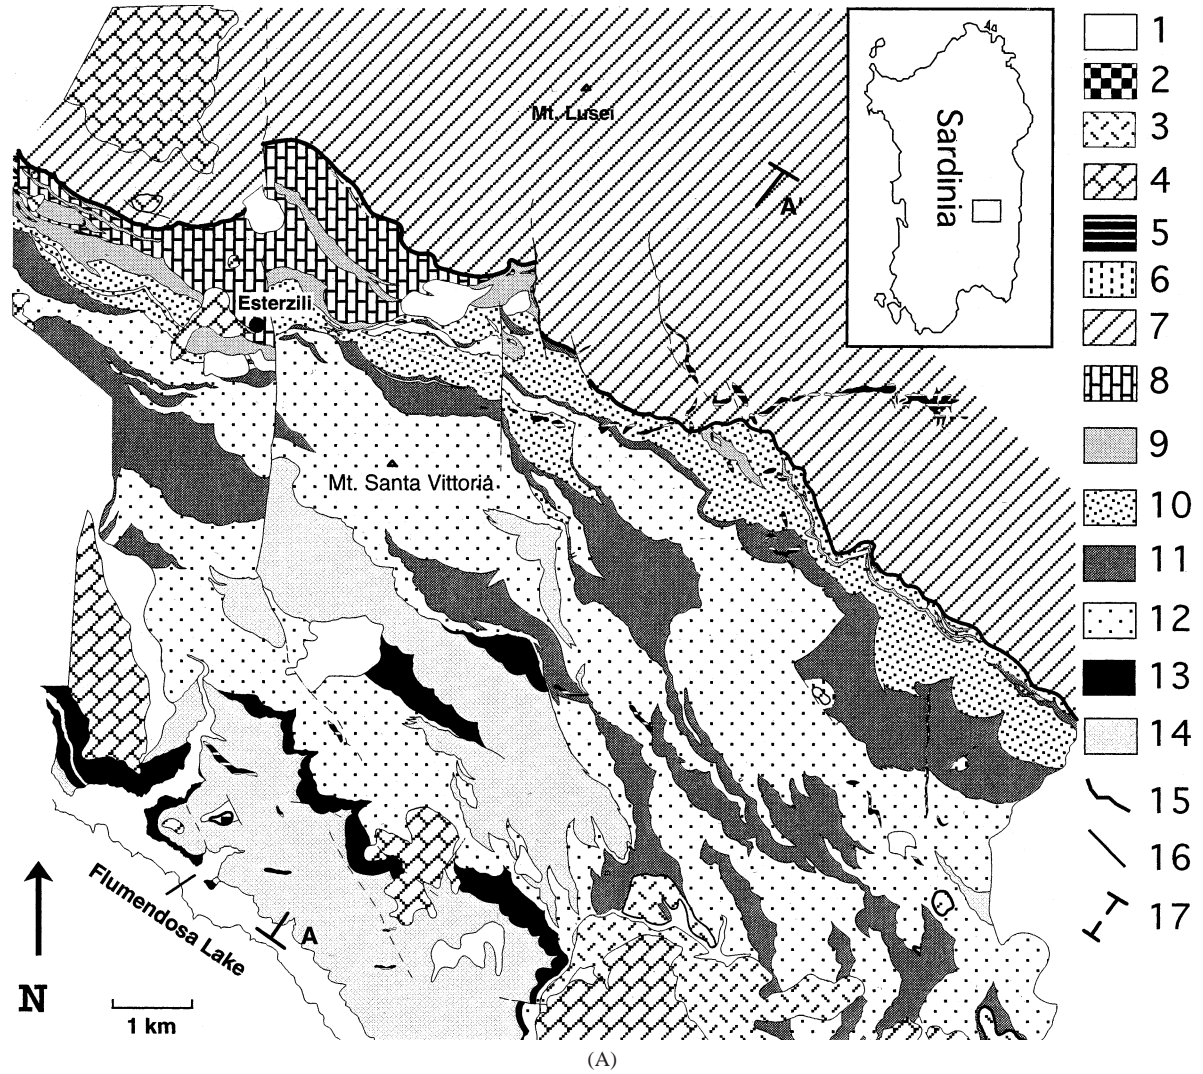 Mt. Lusei
A'
Sardinia
Esterzili
Mt. Santa Vittoria
Flumendosa Lake
A
N
1 km
1
2
3
4
5
6
7
8
9
10
11
12
13
14
15
16
17
(A)